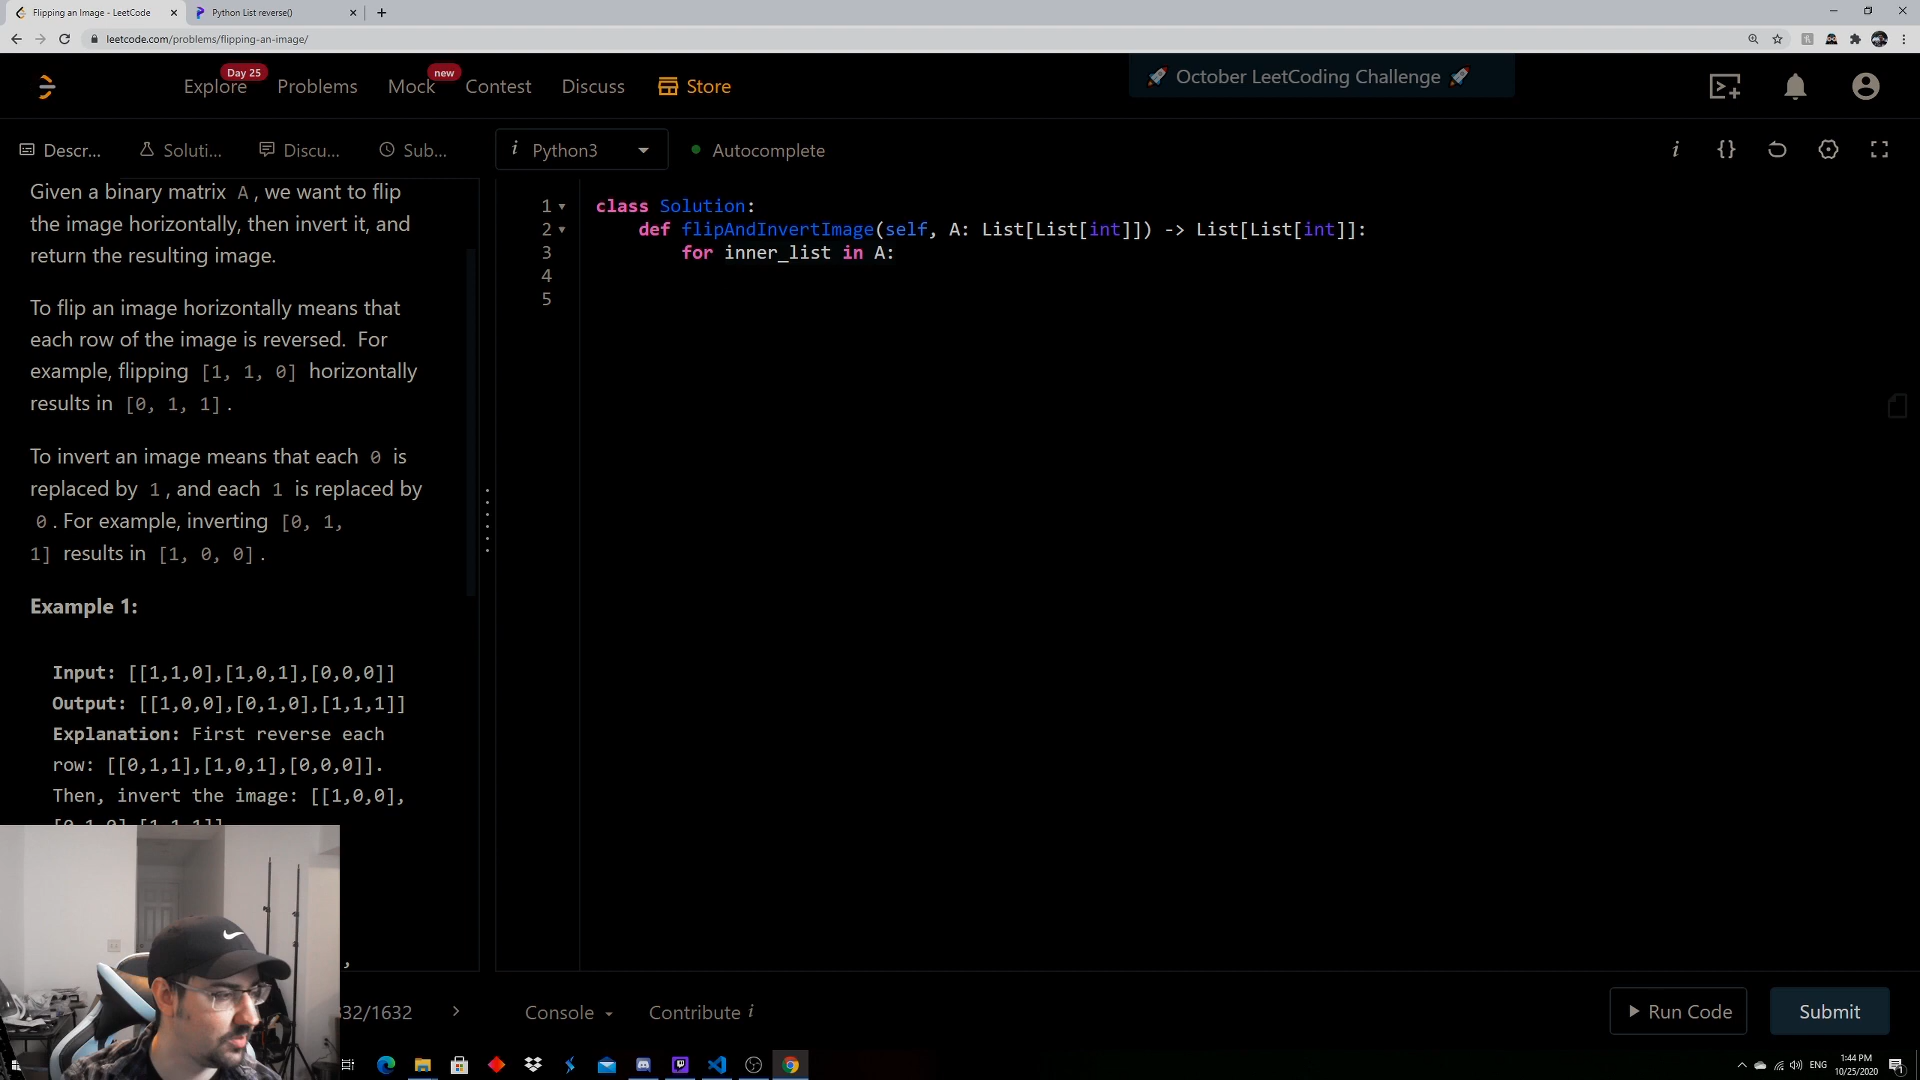 Flipping an Image - LeetCode
Python List reverse()
leetcode.com/problems/flipping-an-image/
Explore
Day 25
Problems
Mock
new
Contest
Discuss
Store
October LeetCoding Challenge
Descr...
Soluti...
Discu...
Sub...
Python3
Autocomplete
Given a binary matrix A, we want to flip
the image horizontally, then invert it, and
return the resulting image.
To flip an image horizontally means that
each row of the image is reversed. For
example, flipping [1, 1, 0] horizontally
results in [0, 1, 1].
To invert an image means that each 0 is
replaced by 1, and each 1 is replaced by
0. For example, inverting [0, 1,
1] results in [1, 0, 0].
Example 1:
Input: [[1,1,0],[1,0,1],[0,0,0]]
Output: [[1,0,0],[0,1,0],[1,1,1]]
Explanation: First reverse each
row: [[0,1,1],[1,0,1],[0,0,0]].
Then, invert the image: [[1,0,0],
[0,1,0],[1,1,1]]
1 class Solution:
2 def flipAndInvertImage(self, A: List[List[int]]) -> List[List[int]]:
3 for inner_list in A:
4
5
32/1632
Console
Contribute i
Run Code
Submit
ENG
1:44 PM
10/25/2020